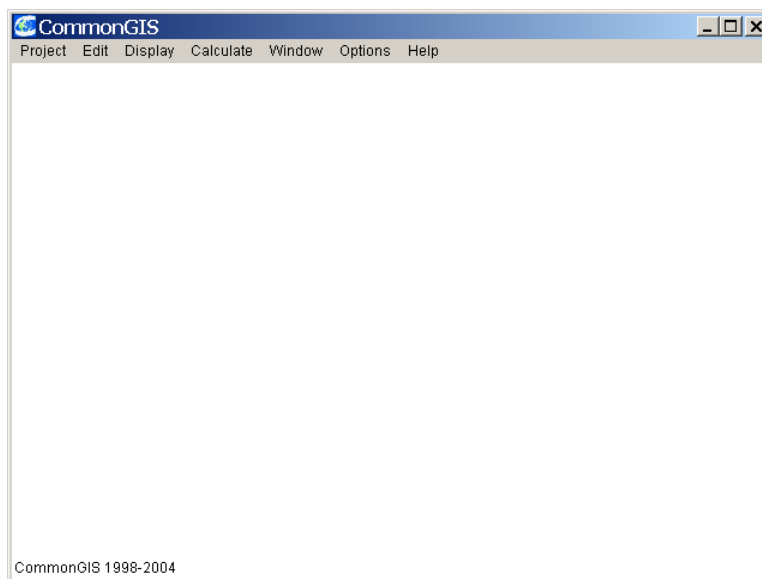 CommonGIS
Project Edit Display Calculate Window Options Help
CommonGIS 1998-2004